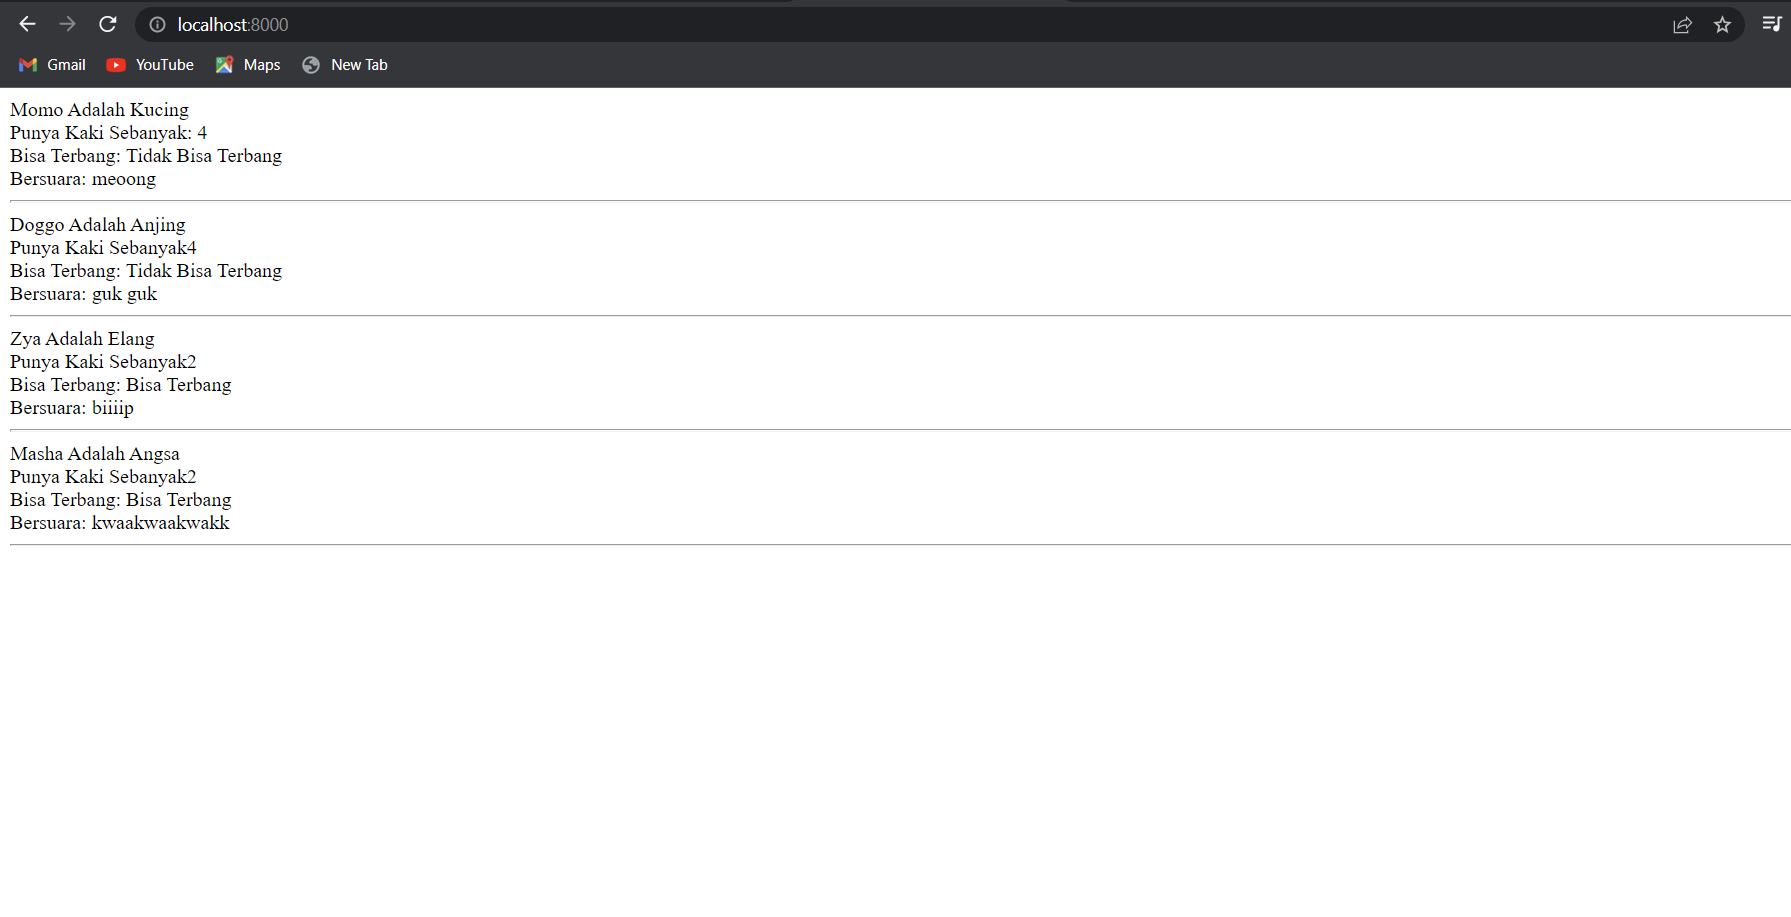 localhost:8000
Gmail YouTube Maps New Tab
Momo Adalah Kucing
Punya Kaki Sebanyak: 4
Bisa Terbang: Tidak Bisa Terbang
Bersuara: meoong
Doggo Adalah Anjing
Punya Kaki Sebanyak4
Bisa Terbang: Tidak Bisa Terbang
Bersuara: guk guk
Zya Adalah Elang
Punya Kaki Sebanyak2
Bisa Terbang: Bisa Terbang
Bersuara: biiiip
Masha Adalah Angsa
Punya Kaki Sebanyak2
Bisa Terbang: Bisa Terbang
Bersuara: kwaakwaakwakk